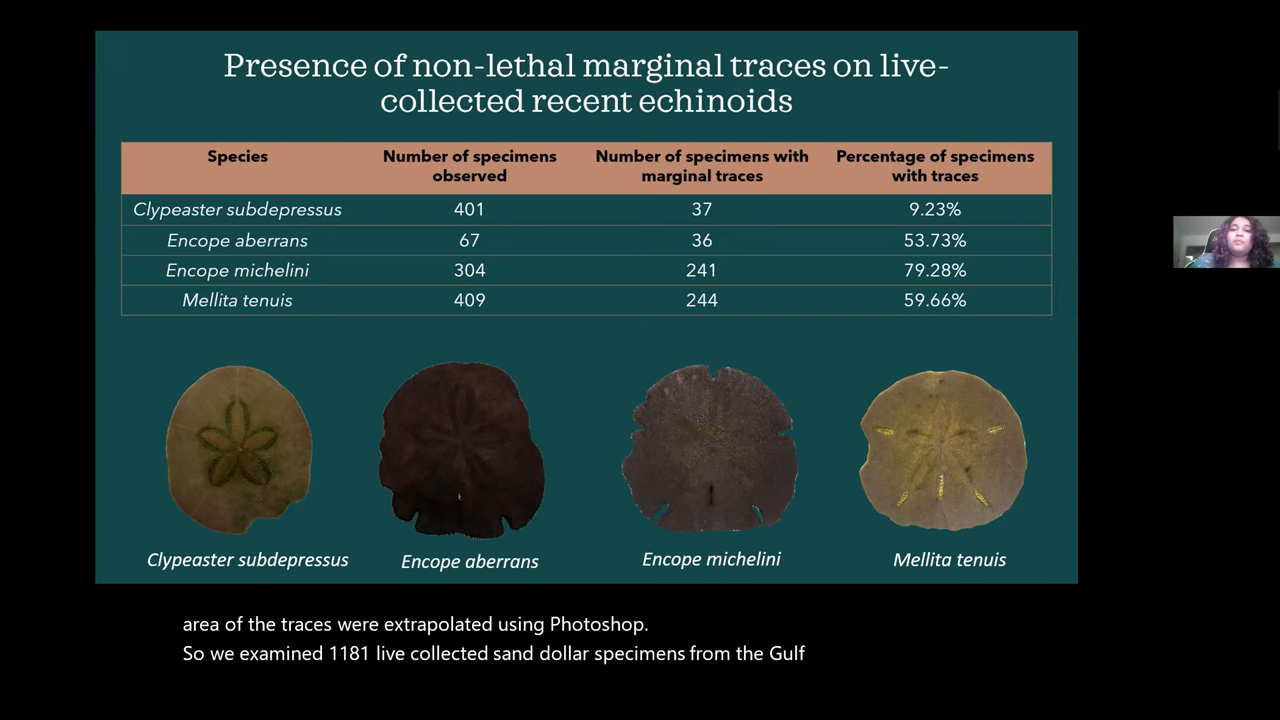 Presence of non-lethal marginal traces on live-
collected recent echinoids
Species Number of specimens observed Number of specimens with marginal traces Percentage of specimens with traces
Clypeaster subdepressus 401 37 9.23%
Encope aberrans 67 36 53.73%
Encope michelini 304 241 79.28%
Mellita tenuis 409 244 59.66%
Clypeaster subdepressus Encope aberrans Encope michelini Mellita tenuis
area of the traces were extrapolated using Photoshop.
So we examined 1181 live collected sand dollar specimens from the Gulf